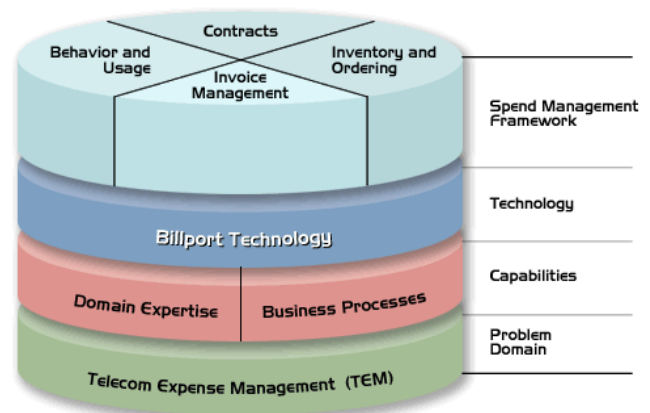 Contracts
Behavior and
Usage
Inventory and
Ordering
Invoice
Management
Spend Management
Framework
Billport Technology
Technology
Domain Expertise
Business Processes
Capabilities
Telecom Expense Management (TEM)
Problem
Domain